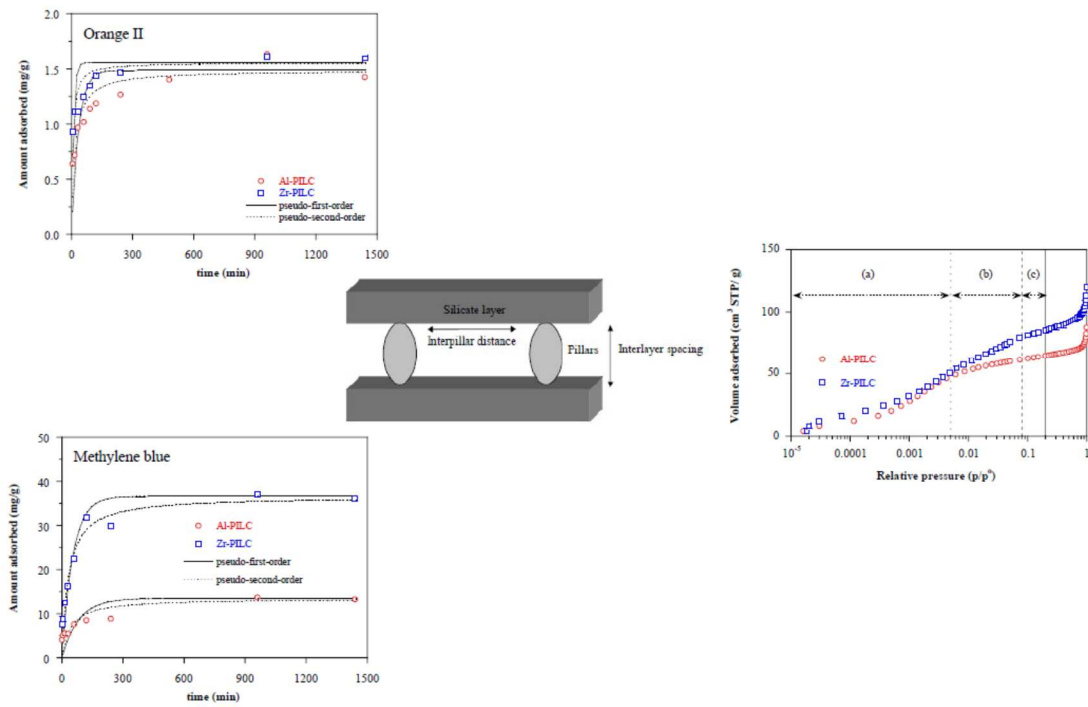 Orange II
Amount adsorbed (mg/g)
2.0
1.5
1.0
0.5
0.0
Al-PILC
Zr-PILC
pseudo-first-order
pseudo-second-order
0 300 600 900 1200 1500
time (min)
Silicate layer
Interpillar distance
Pillars
Interlayer spacing
Methylene blue
Amount adsorbed (mg/g)
50
40
30
20
10
0
Al-PILC
Zr-PILC
pseudo-first-order
pseudo-second-order
0 300 600 900 1200 1500
time (min)
Volume adsorbed (cm³ STP/ g)
150
100
50
0
(a) (b) (c)
Al-PILC
Zr-PILC
10⁻⁵ 0.0001 0.001 0.01 0.1 1
Relative pressure (p/p⁰)